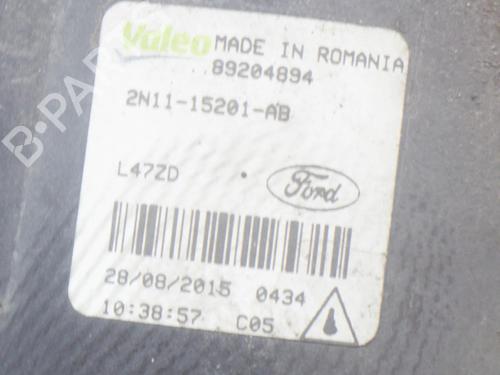 Valeo MADE IN ROMANIA
89204894
2N11-15201-AB
L47ZD
Ford
28/08/2015 0434
10:38:57 C05